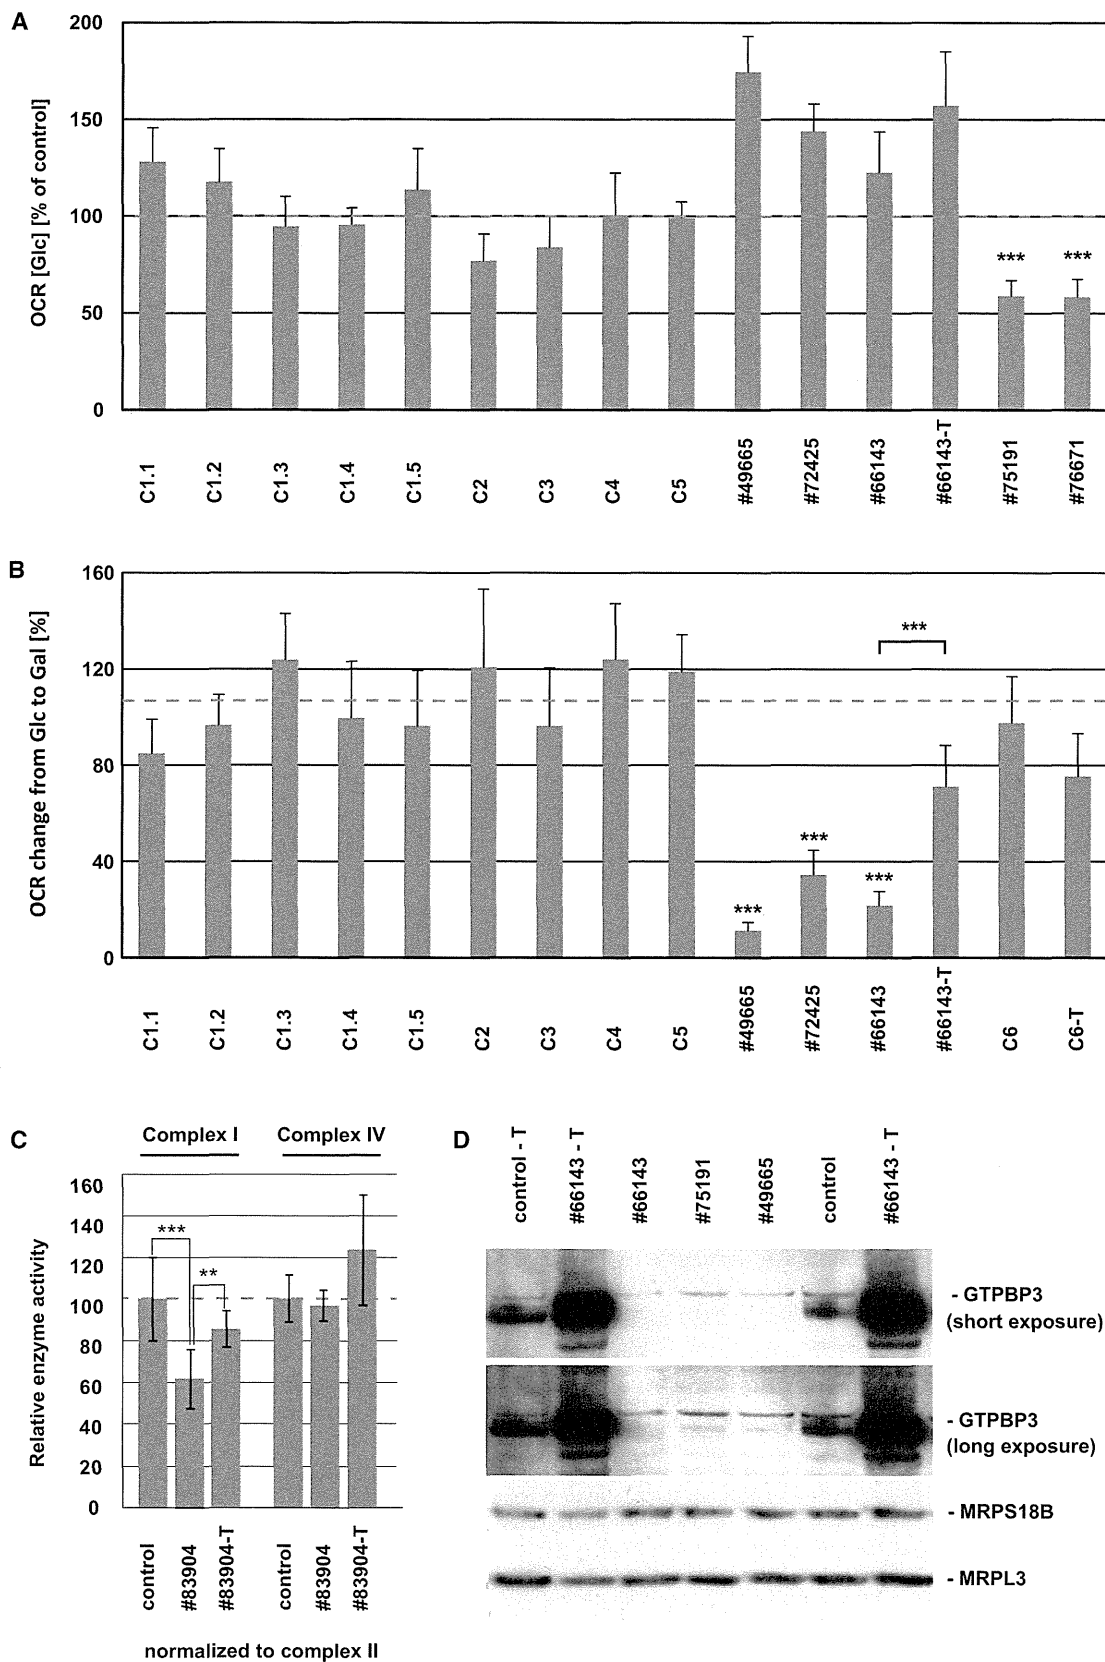 A
OCR [Glc] [% of control]
200
150
100
50
0
*** ***
C1.1 C1.2 C1.3 C1.4 C1.5 C2 C3 C4 C5 #49665 #72425 #66143 #66143-T #75191 #76671
B
OCR change from Glc to Gal [%]
160
120
80
40
0
***
*** *** ***
C1.1 C1.2 C1.3 C1.4 C1.5 C2 C3 C4 C5 #49665 #72425 #66143 #66143-T C6 C6-T
C
Complex I Complex IV
Relative enzyme activity
160
140
120
100
80
60
40
20
0
*** **
control #83904 #83904-T control #83904 #83904-T
normalized to complex II
D
control - T #66143 - T #66143 #75191 #49665 control #66143 - T
- GTPBP3
(short exposure)
- GTPBP3
(long exposure)
- MRPS18B
- MRPL3